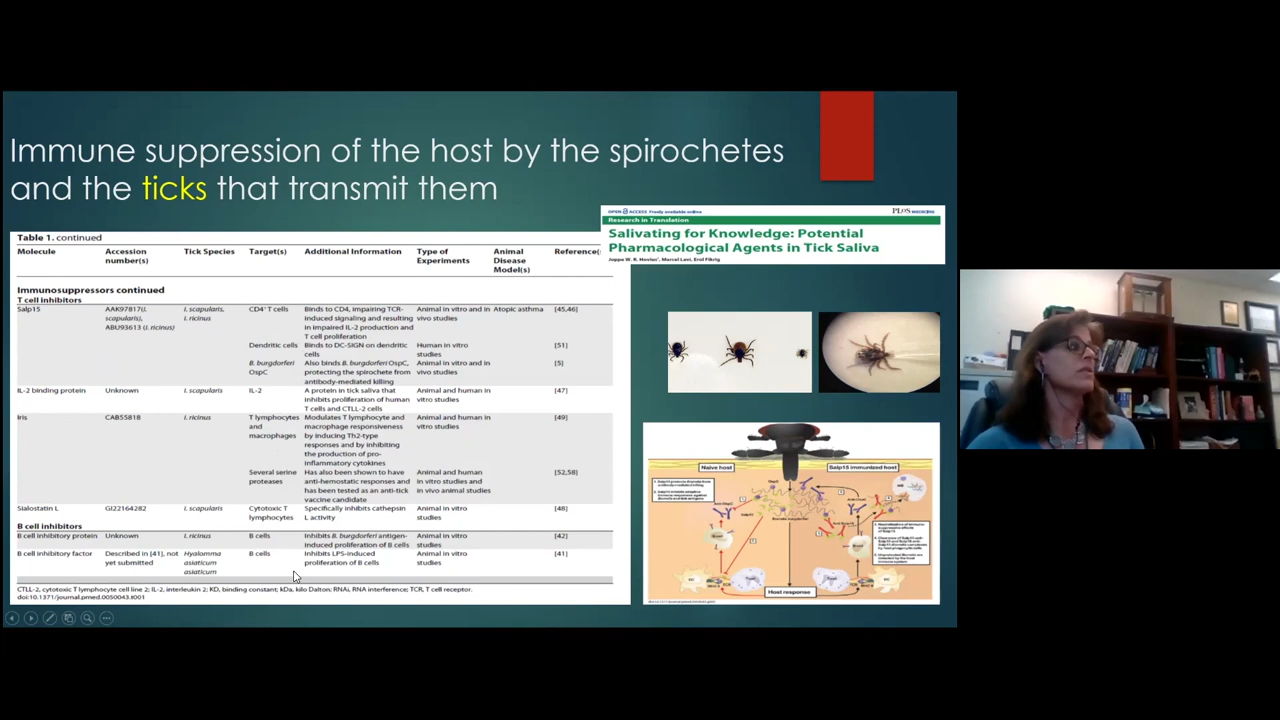 Immune suppression of the host by the spirochetes
and the ticks that transmit them
OPEN ACCESS Freely available online
PLoS MEDICINE
Research in Translation
Salivating for Knowledge: Potential
Pharmacological Agents in Tick Saliva
Joppe W. R. Hovius*, Marcel Levi, Erol Fikrig
Table 1. continued
Molecule Accession number(s) Tick Species Target(s) Additional Information Type of Experiments Animal Disease Model(s) Reference(
Immunosuppressors continued
T cell inhibitors
Salp15 AAK97817(I. scapularis), ABU93613 (I. ricinus) I. scapularis, I. ricinus CD4+ T cells Binds to CD4, impairing TCR-induced signaling and resulting in impaired IL-2 production and T cell proliferation Animal in vitro and in vivo studies Atopic asthma [45,46]
Dendritic cells Binds to DC-SIGN on dendritic cells Human in vitro studies [51]
B. burgdorferi OspC Also binds B. burgdorferi OspC, protecting the spirochete from antibody-mediated killing Animal in vitro and in vivo studies [5]
IL-2 binding protein Unknown I. scapularis IL-2 A protein in tick saliva that inhibits proliferation of human T cells and CTLL-2 cells Animal and human in vitro studies [47]
Iris CAB55818 I. ricinus T lymphocytes and macrophages Modulates T lymphocyte and macrophage responsiveness by inducing Th2-type responses and by inhibiting the production of pro-inflammatory cytokines Animal and human in vitro studies [49]
Several serine proteases Has also been shown to have anti-hemostatic responses and has been tested as an anti-tick vaccine candidate Animal and human in vitro studies and in vivo animal studies [52,58]
Sialostatin L GI22164282 I. scapularis Cytotoxic T lymphocytes Specifically inhibits cathepsin L activity Animal in vitro studies [48]
B cell inhibitors
B cell inhibitory protein Unknown I. ricinus B cells Inhibits B. burgdorferi antigen-induced proliferation of B cells Animal in vitro studies [42]
B cell inhibitory factor Described in [41], not yet submitted Hyalomma asiaticum asiaticum B cells Inhibits LPS-induced proliferation of B cells Animal in vitro studies [41]
CTLL-2, cytotoxic T lymphocyte cell line 2; IL-2, interleukin 2; KD, binding constant; kDa, kilo Dalton; RNAi, RNA interference; TCR, T cell receptor.
doi:10.1371/journal.pmed.0050043.t001
Naive host
Salp15 immunized host
Host response